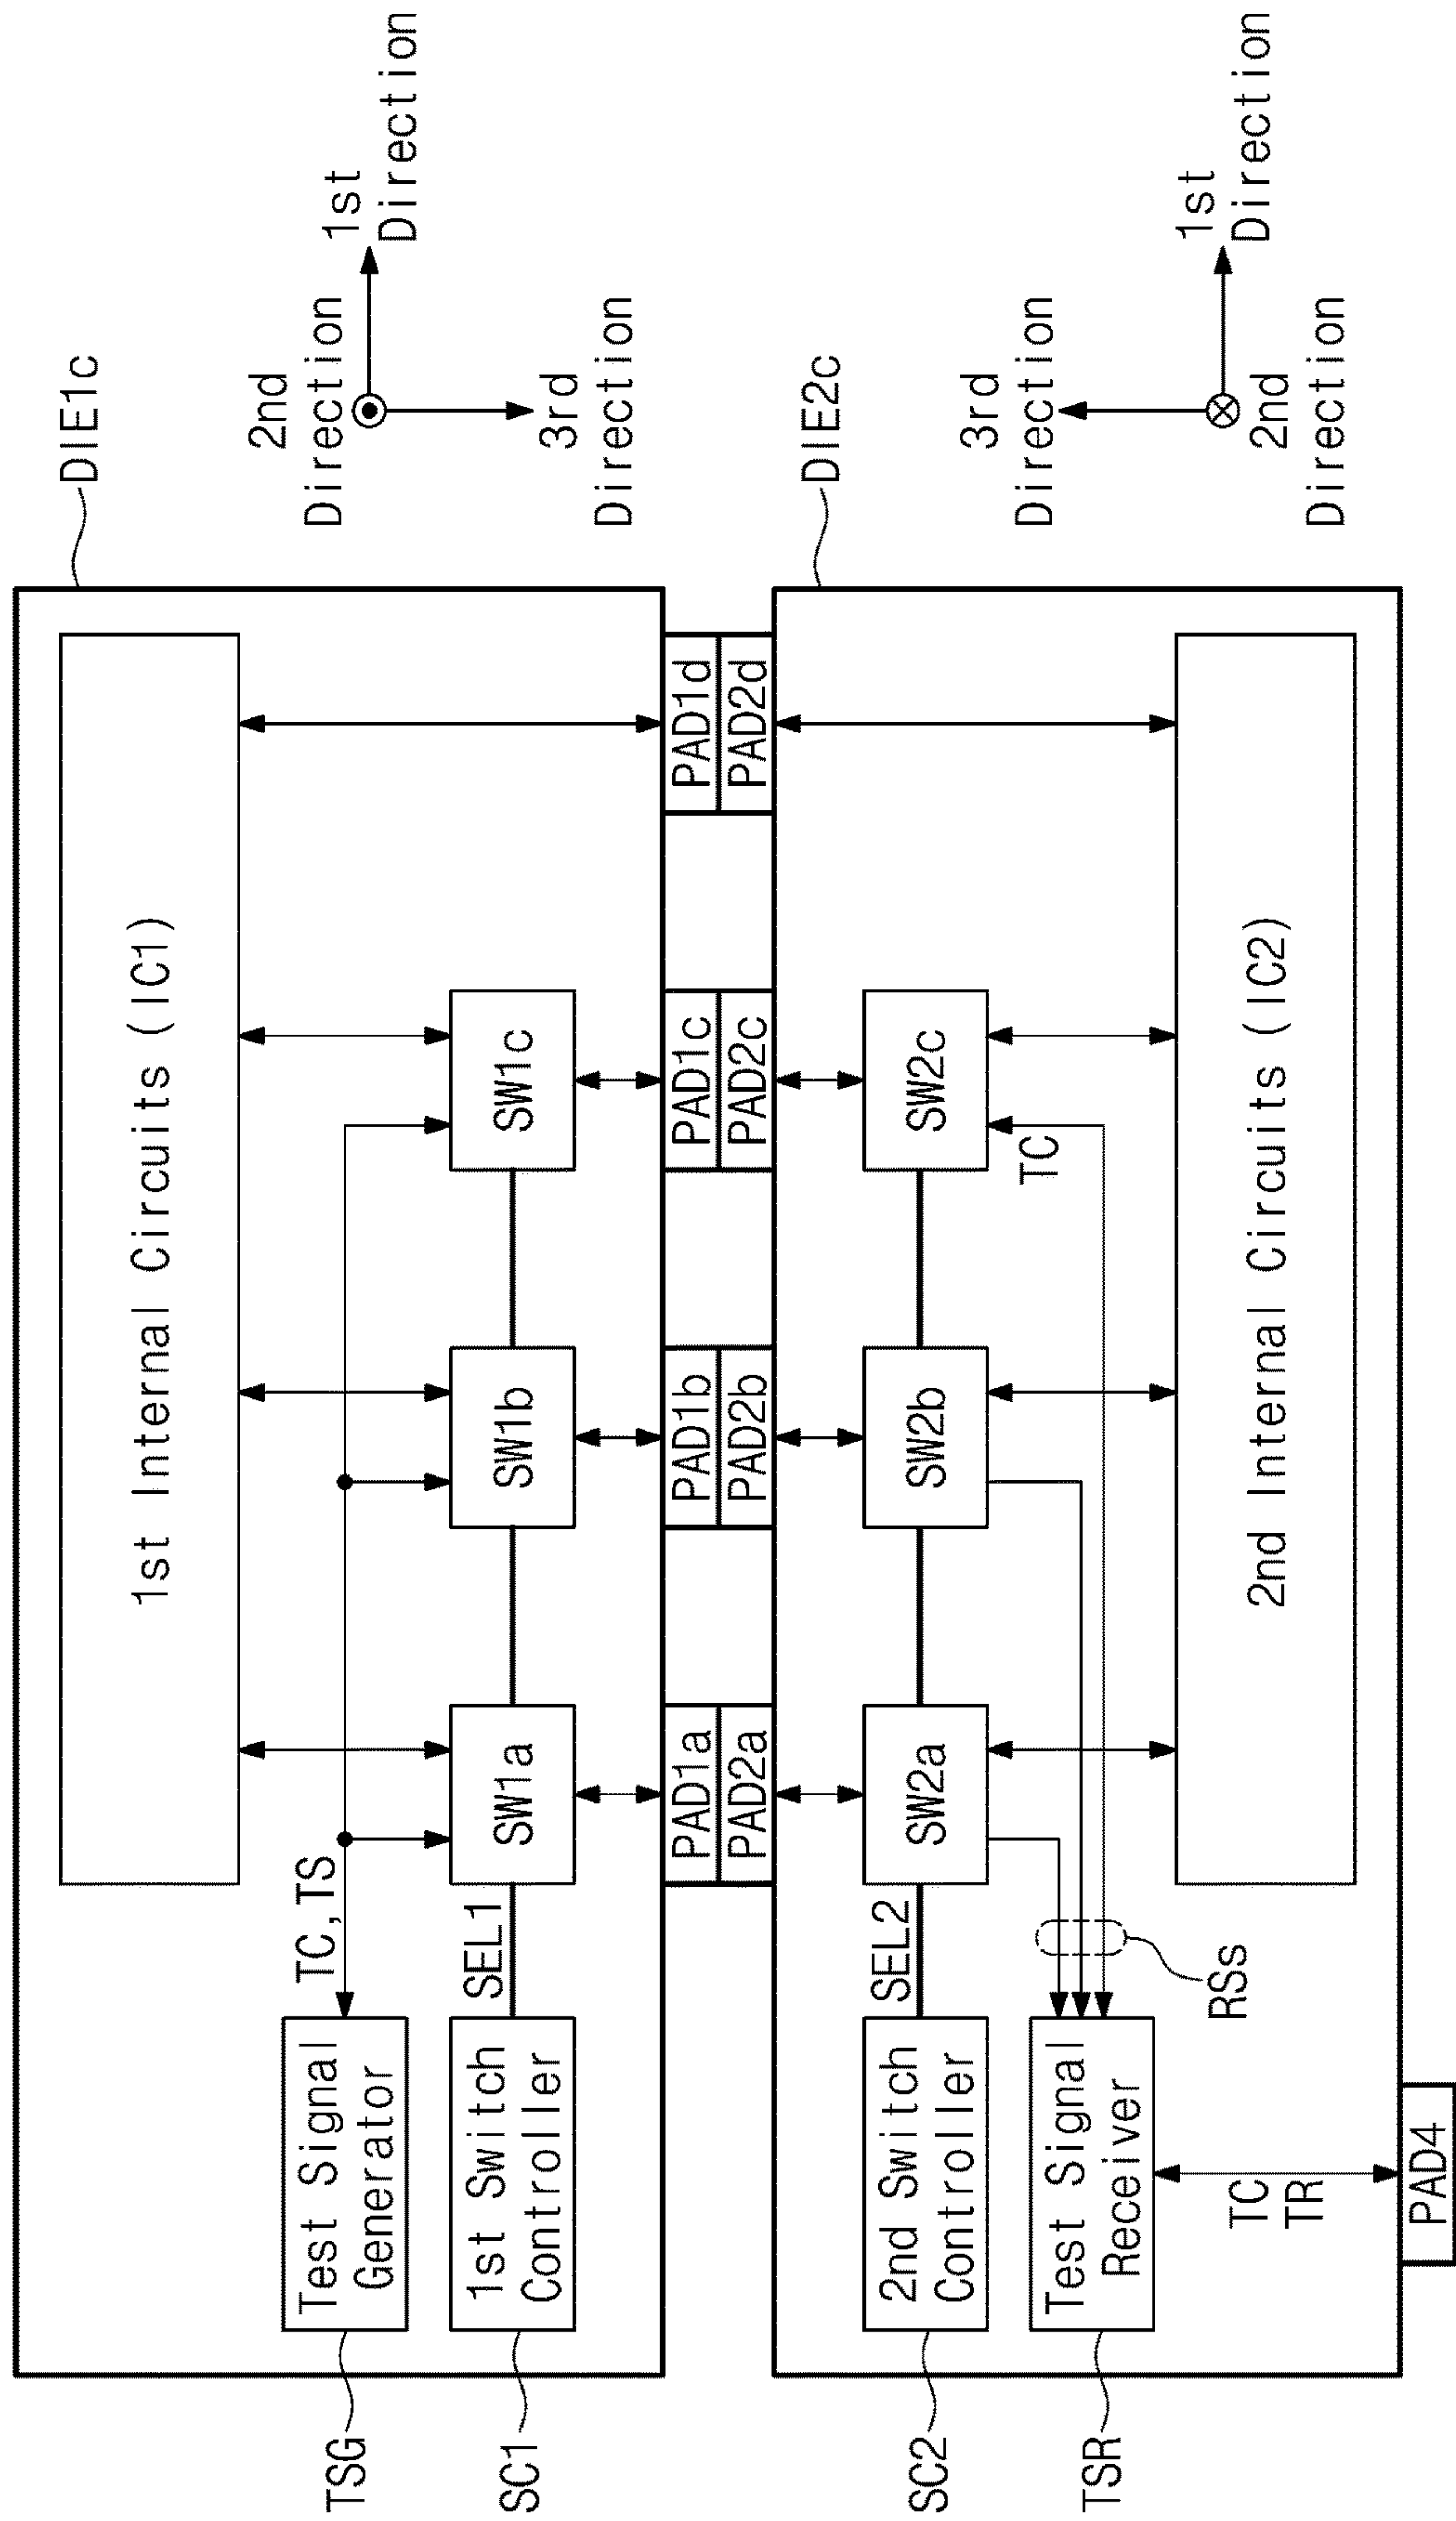 TSG
Test Signal
Generator
TC,TS
1st Internal Circuits (IC1)
DIE1c
SC1
1st Switch
Controller
SEL1
SW1a
SW1b
SW1c
2nd
Direction
1st
Direction
3rd
Direction
PAD1a
PAD1b
PAD1c
PAD1d
PAD2a
PAD2b
PAD2c
PAD2d
DIE2c
SC2
2nd Switch
Controller
SEL2
SW2a
SW2b
SW2c
TC
TSR
Test Signal
Receiver
RSs
2nd Internal Circuits (IC2)
3rd
Direction
1st
Direction
2nd
Direction
TC
TR
PAD4